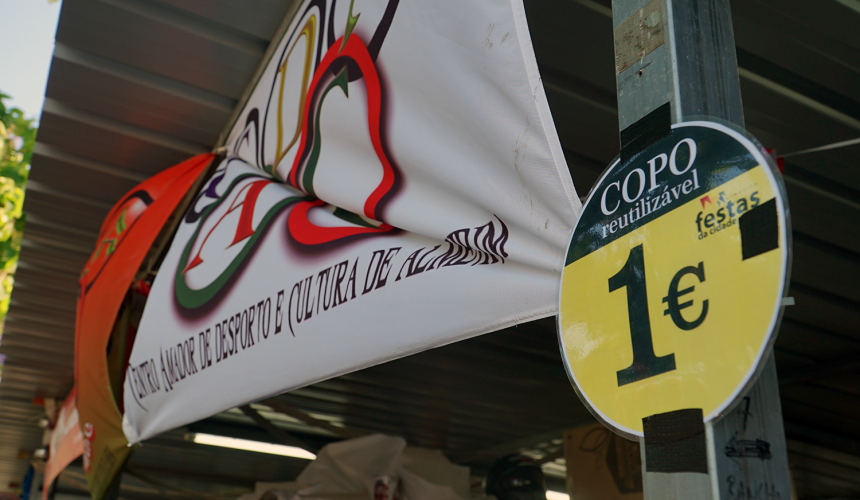 CENTRO AMADOR DE DESPORTO E CULTURA DE
COPO
reutilizável
festas
da cidade
1€